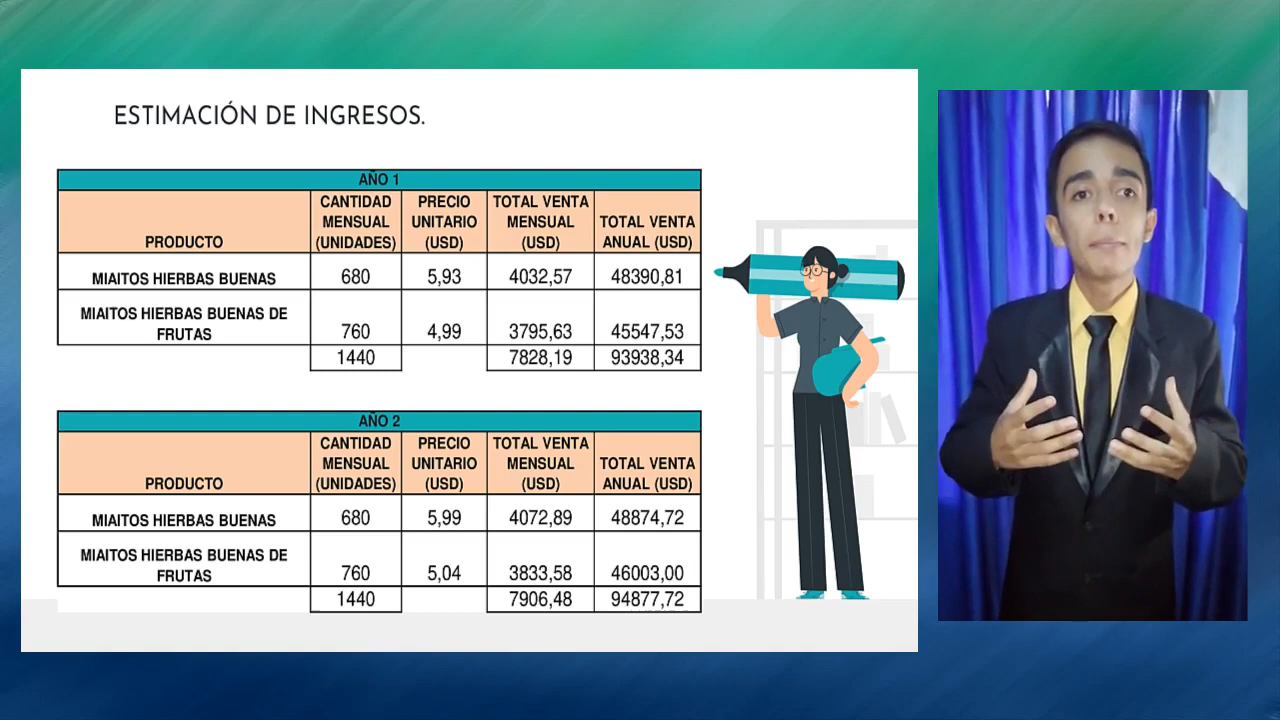 ESTIMACIÓN DE INGRESOS.
AÑO 1
PRODUCTO CANTIDAD MENSUAL (UNIDADES) PRECIO UNITARIO (USD) TOTAL VENTA MENSUAL (USD) TOTAL VENTA ANUAL (USD)
MIAITOS HIERBAS BUENAS 680 5,93 4032,57 48390,81
MIAITOS HIERBAS BUENAS DE
FRUTAS 760 4,99 3795,63 45547,53
1440 7828,19 93938,34
AÑO 2
PRODUCTO CANTIDAD MENSUAL (UNIDADES) PRECIO UNITARIO (USD) TOTAL VENTA MENSUAL (USD) TOTAL VENTA ANUAL (USD)
MIAITOS HIERBAS BUENAS 680 5,99 4072,89 48874,72
MIAITOS HIERBAS BUENAS DE
FRUTAS 760 5,04 3833,58 46003,00
1440 7906,48 94877,72